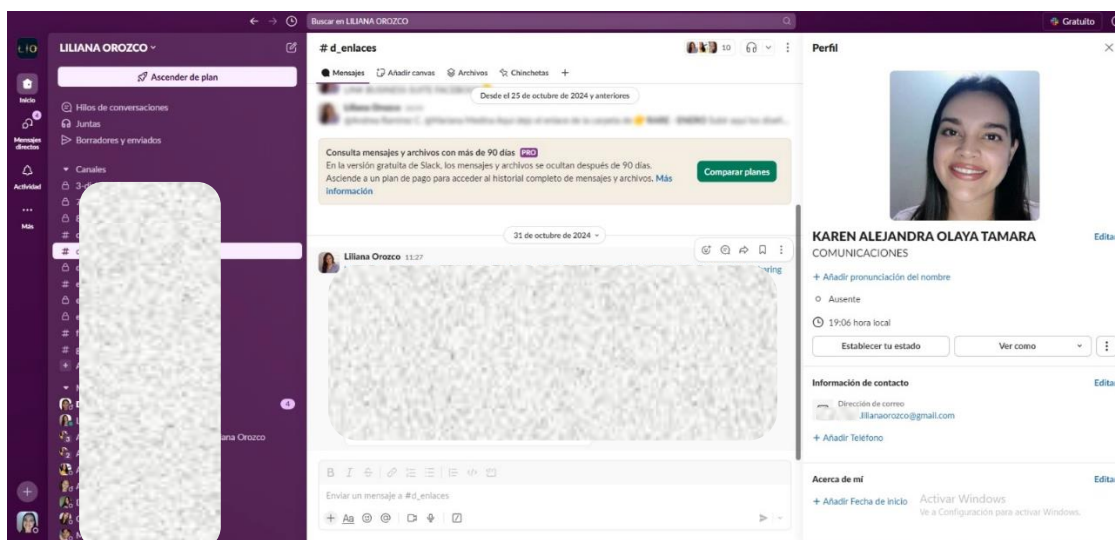 Buscar en LILIANA OROZCO
Gratuito
LIO
Inicio
Mensajes directos
4
Actividad
Más
LILIANA OROZCO
Ascender de plan
Hilos de conversaciones
Juntas
Borradores y enviados
Canales
4
ana Orozco
# d_enlaces
10
Mensajes
Añadir canvas
Archivos
Chinchetas
Desde el 25 de octubre de 2024 y anteriores
Consulta mensajes y archivos con más de 90 días PRO
En la versión gratuita de Slack, los mensajes y archivos se ocultan después de 90 días.
Asciende a un plan de pago para acceder al historial completo de mensajes y archivos. Más
información
Comparar planes
31 de octubre de 2024
Liliana Orozco 11:27
Enviar un mensaje a #d_enlaces
Aa
Perfil
KAREN ALEJANDRA OLAYA TAMARA
Editar
COMUNICACIONES
+ Añadir pronunciación del nombre
Ausente
19:06 hora local
Establecer tu estado
Ver como
Información de contacto
Editar
Dirección de correo
.lilianaorozco@gmail.com
+ Añadir Teléfono
Acerca de mí
Editar
+ Añadir Fecha de inicio
Activar Windows
Ve a Configuración para activar Windows.